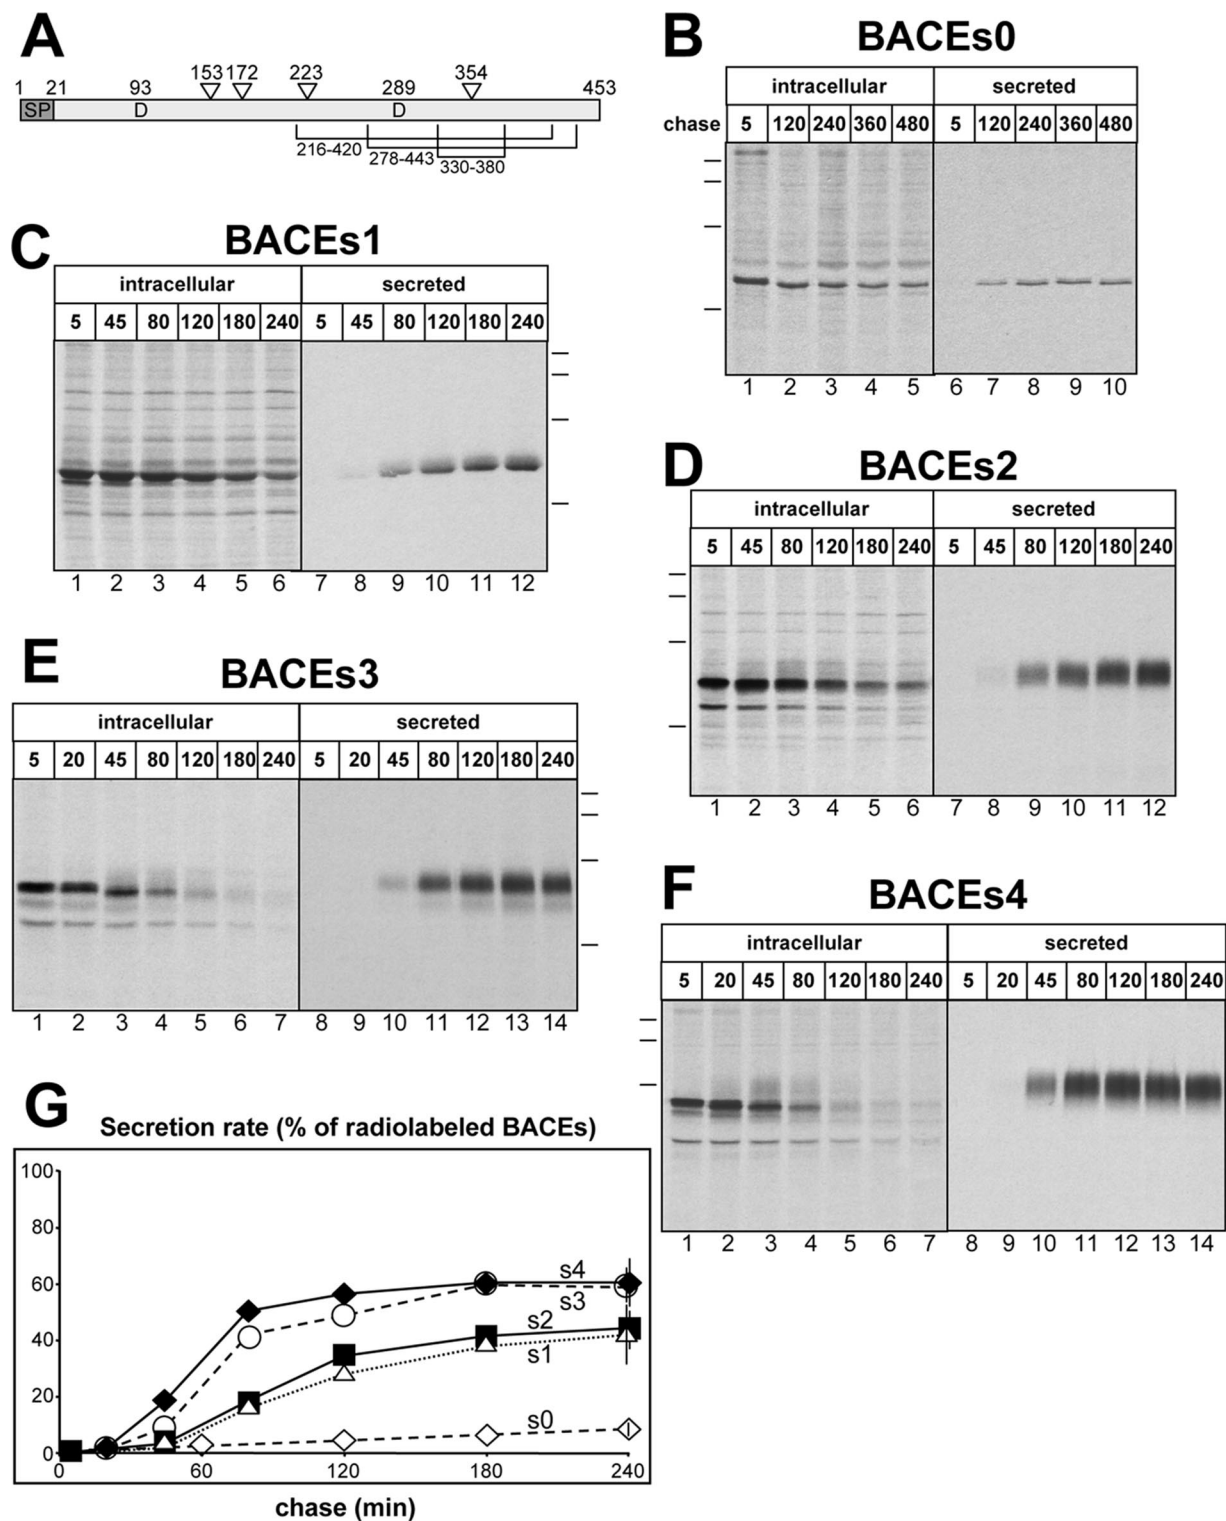 A
153 172 223 354
1 21 93 289 453
SP D D
216-420
278-443
330-380
B
BACEs0
intracellular secreted
chase 5 120 240 360 480 5 120 240 360 480
1 2 3 4 5 6 7 8 9 10
C
BACEs1
intracellular secreted
5 45 80 120 180 240 5 45 80 120 180 240
1 2 3 4 5 6 7 8 9 10 11 12
D
BACEs2
intracellular secreted
5 45 80 120 180 240 5 45 80 120 180 240
1 2 3 4 5 6 7 8 9 10 11 12
E
BACEs3
intracellular secreted
5 20 45 80 120 180 240 5 20 45 80 120 180 240
1 2 3 4 5 6 7 8 9 10 11 12 13 14
F
BACEs4
intracellular secreted
5 20 45 80 120 180 240 5 20 45 80 120 180 240
1 2 3 4 5 6 7 8 9 10 11 12 13 14
G
Secretion rate (% of radiolabeled BACEs)
100
80
60
40
20
0
s4
s3
s2
s1
s0
0 60 120 180 240
chase (min)